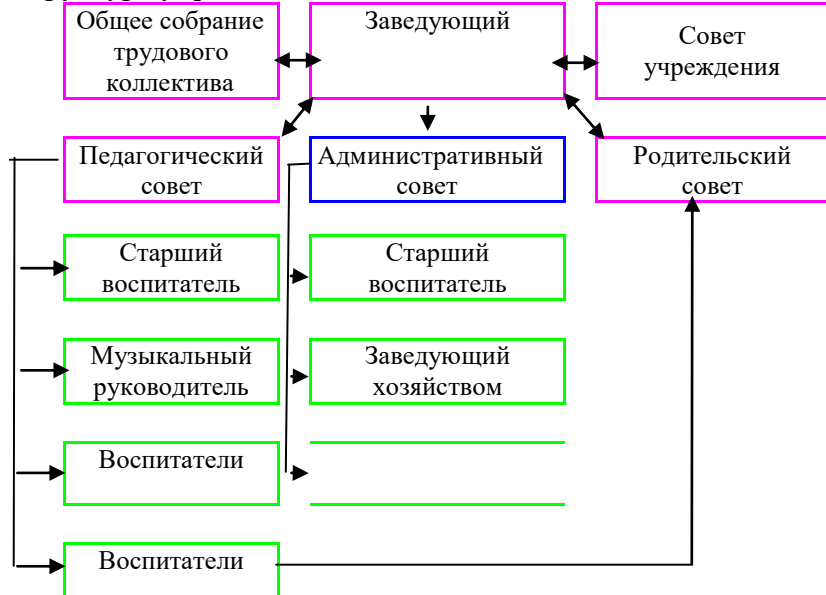 Общее собрание
трудового
коллектива
Заведующий
Совет
учреждения
Педагогический
совет
Административный
совет
Родительский
совет
Старший
воспитатель
Старший
воспитатель
Музыкальный
руководитель
Заведующий
хозяйством
Воспитатели
Воспитатели